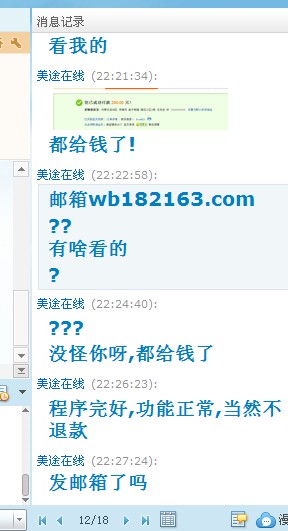 消息记录
看我的
美途在线 (22:21:34):
都给钱了!
美途在线 (22:22:58):
邮箱wb182163.com
??
有啥看的
?
美途在线 (22:24:40):
???
没怪你呀,都给钱了
美途在线 (22:26:23):
程序完好,功能正常,当然不
退款
美途在线 (22:27:24):
发邮箱了吗
12/18
漫